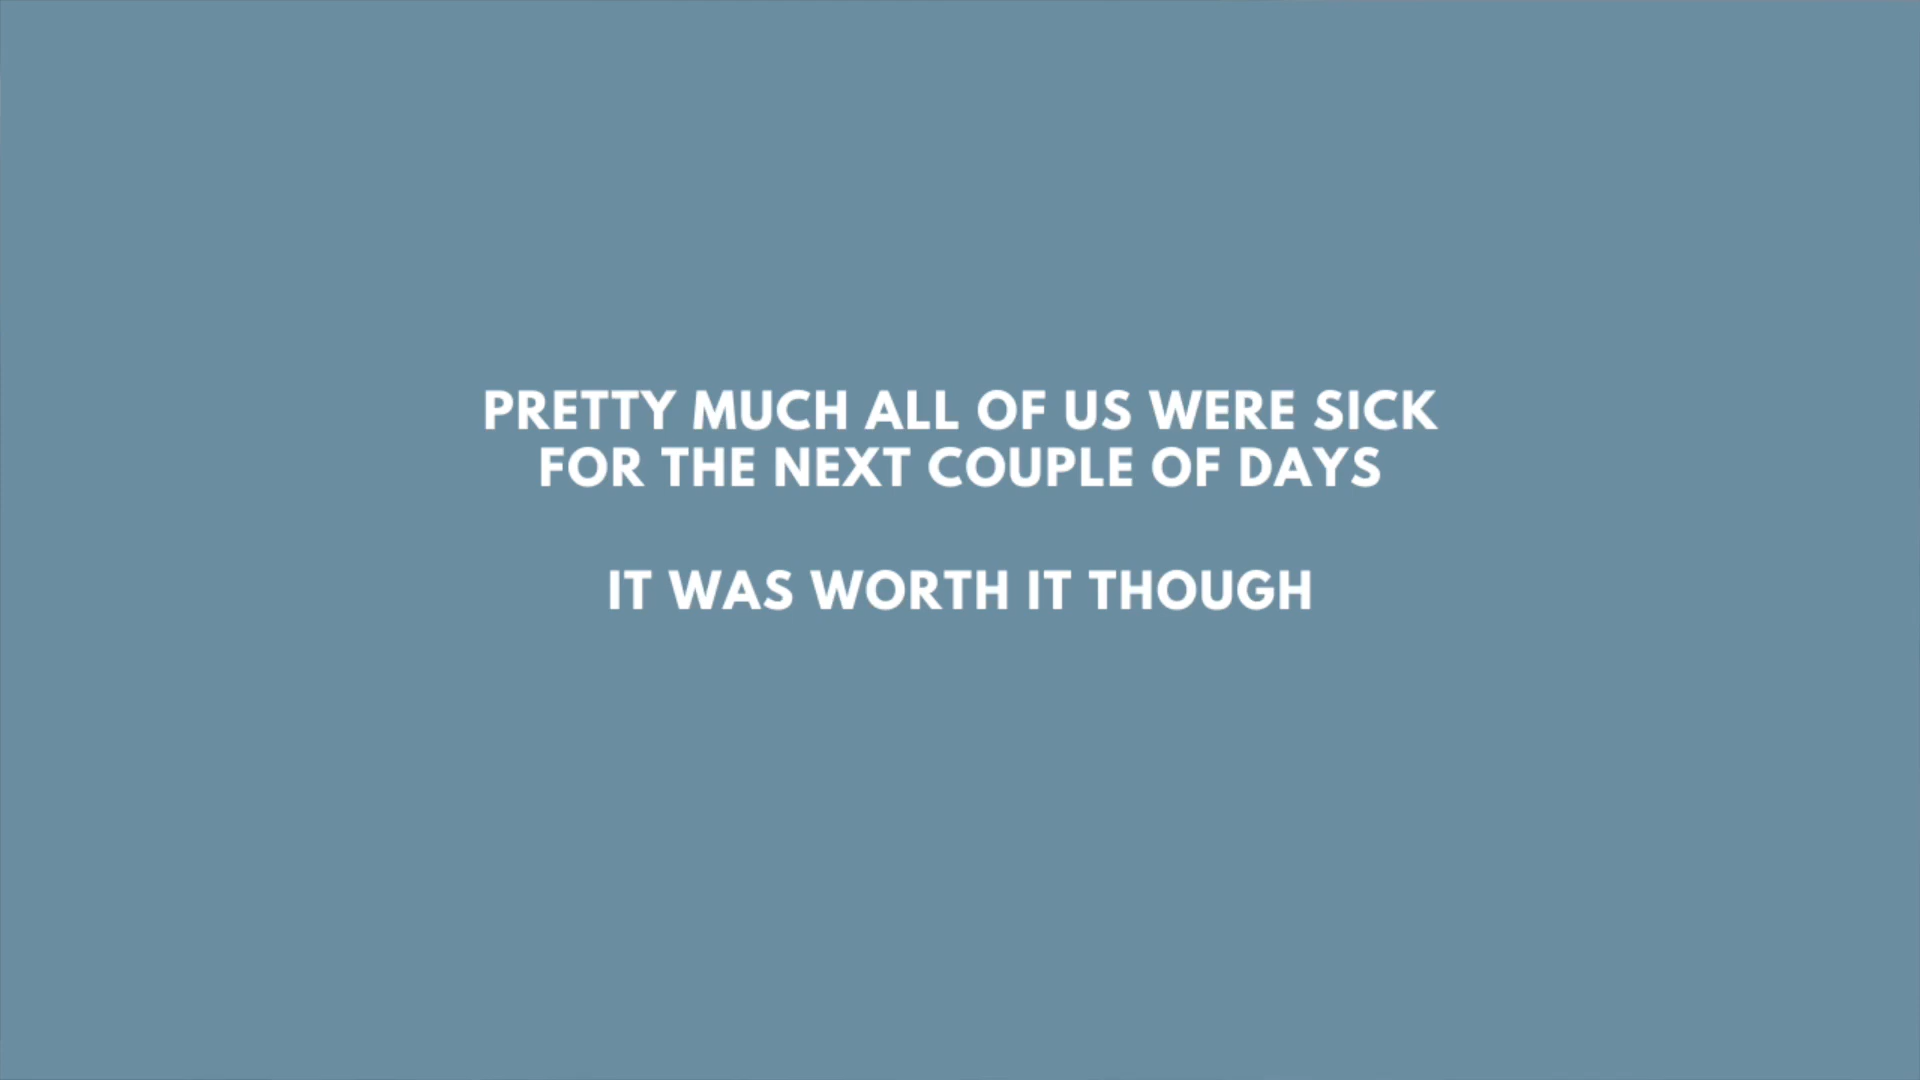 PRETTY MUCH ALL OF US WERE SICK
FOR THE NEXT COUPLE OF DAYS
IT WAS WORTH IT THOUGH